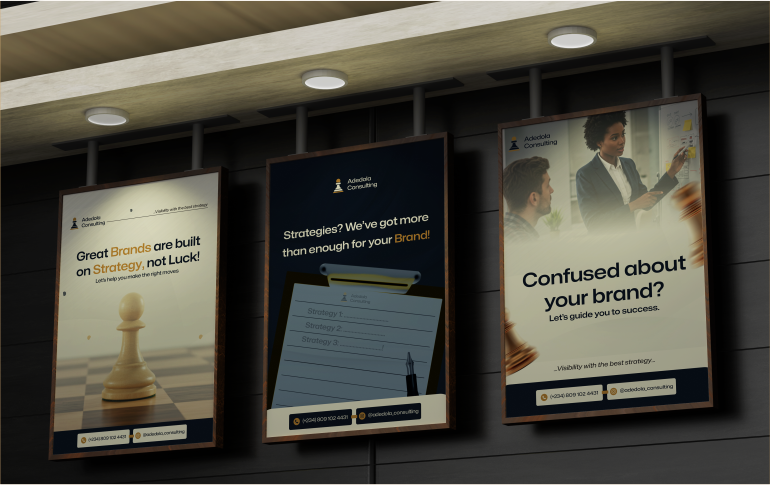 Adedola
Consulting
Visibility with the best strategy
Great Brands are built
on Strategy, not Luck!
Let's help you make the right moves
(+234) 809 102 4431
@adedola_consulting
Adedola
Consulting
Strategies? We've got more
than enough for your Brand!
Adedola
Consulting
Strategy 1
Strategy 2
Strategy 3
(+234) 809 102 4431
@adedola_consulting
Adedola
Consulting
Confused about
your brand?
Let's guide you to success.
...Visibility with the best strategy...
(+234) 809 102 4431
@adedola_consulting